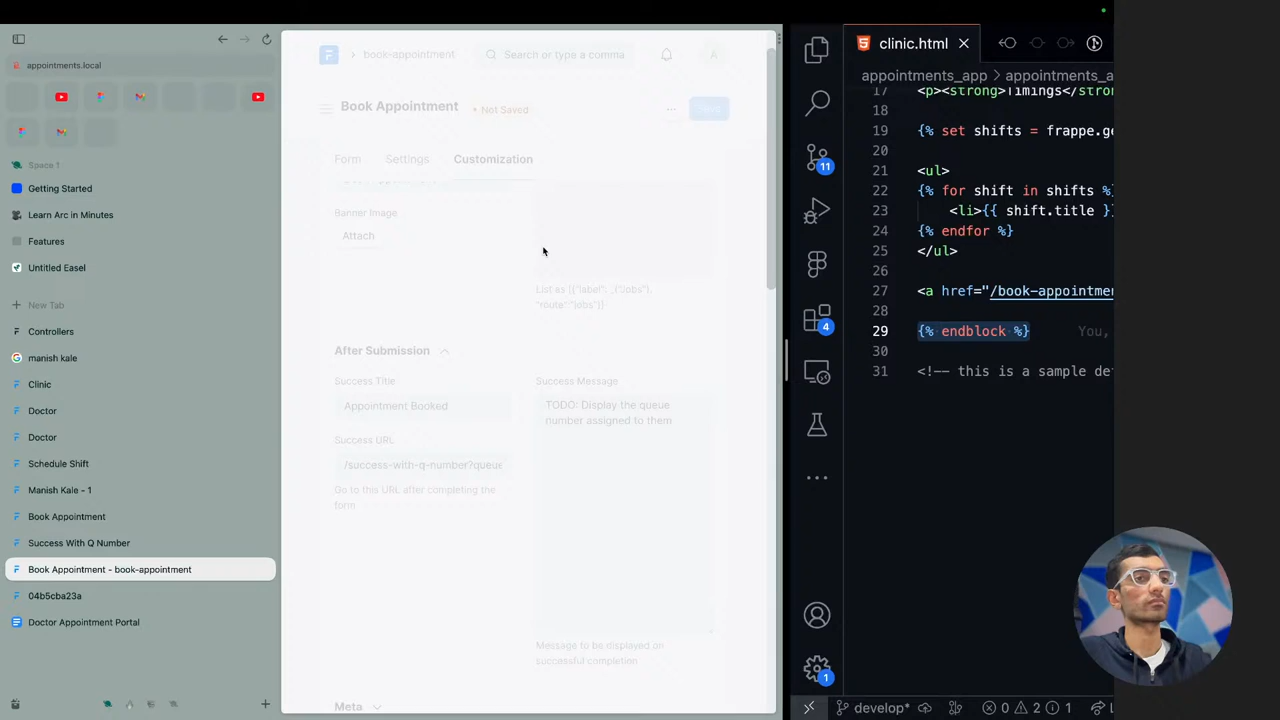 appointments.local
Space 1
Getting Started
Learn Arc in Minutes
Features
Untitled Easel
New Tab
Controllers
manish kale
Clinic
Doctor
Doctor
Schedule Shift
Manish Kale - 1
Book Appointment
Success With Q Number
Book Appointment - book-appointment
04b5cba23a
Doctor Appointment Portal
book-appointment
Search or type a comma
A
Book Appointment
Not Saved
Save
Form
Settings
Customization
Banner Image
Attach
List as [{"label": _("Jobs"),
"route":"jobs"}]
After Submission
Success Title
Appointment Booked
Success URL
/success-with-q-number?queue
Go to this URL after completing the
form
Success Message
TODO: Display the queue
number assigned to them
Message to be displayed on
successful completion
Meta
clinic.html
appointments_app > appointments_a
17 <p><strong>Timings</st
18
19 {% set shifts = frappe.ge
20
21 <ul>
22 {% for shift in shifts %
23 <li>{{ shift.title }
24 {% endfor %}
25 </ul>
26
27 <a href="/book-appointme
28
29 {% endblock %} You,
30
31 <!-- this is a sample de
11
4
1
develop* 0 2 1